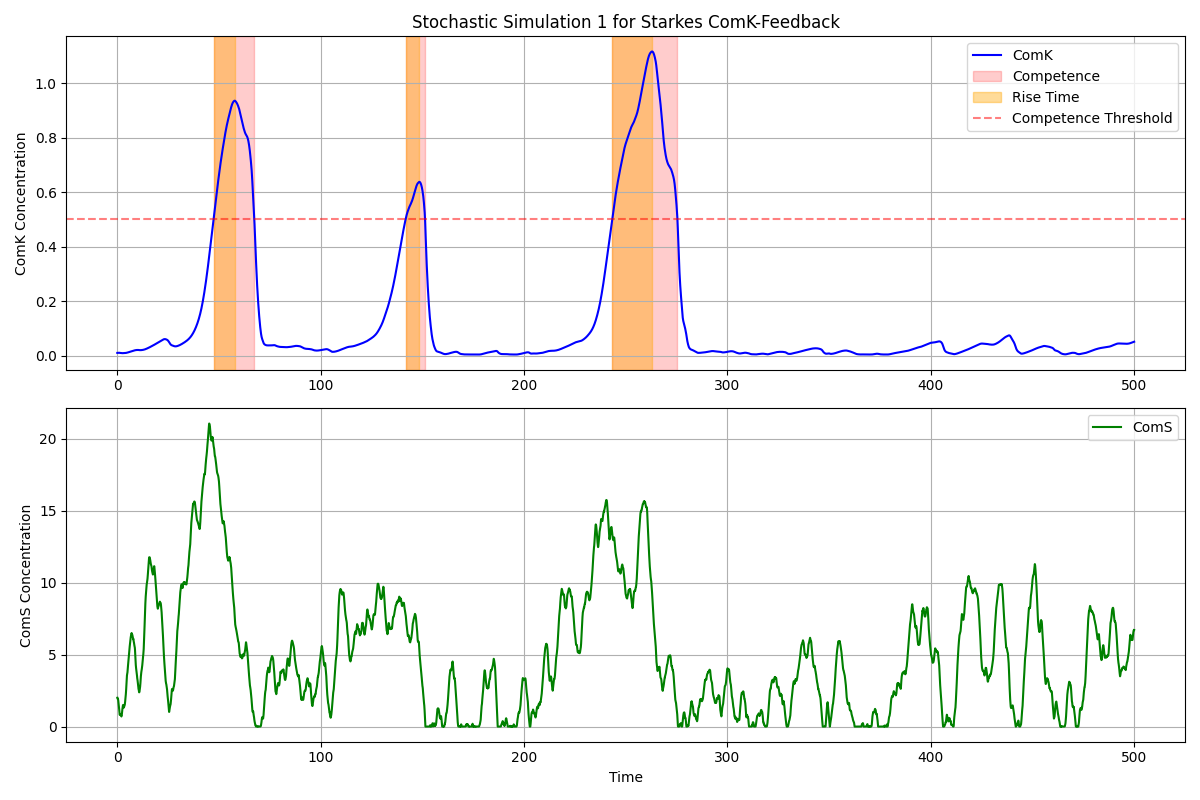 Stochastic Simulation 1 for Starkes ComK-Feedback
ComK Concentration
1.0
0.8
0.6
0.4
0.2
0.0
ComK
Competence
Rise Time
Competence Threshold
0 100 200 300 400 500
ComS Concentration
20
15
10
5
0
ComS
0 100 200 300 400 500
Time